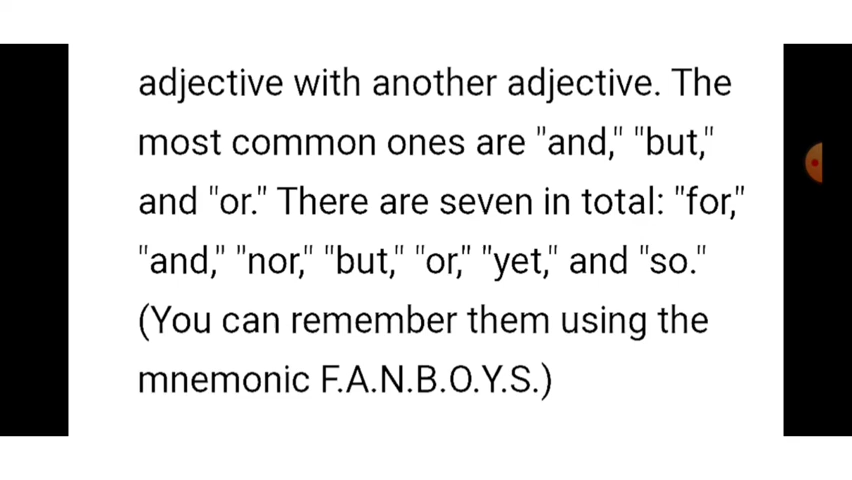 adjective with another adjective. The
most common ones are "and," "but,"
and "or." There are seven in total: "for,"
"and," "nor," "but," "or," "yet," and "so."
(You can remember them using the
mnemonic F.A.N.B.O.Y.S.)